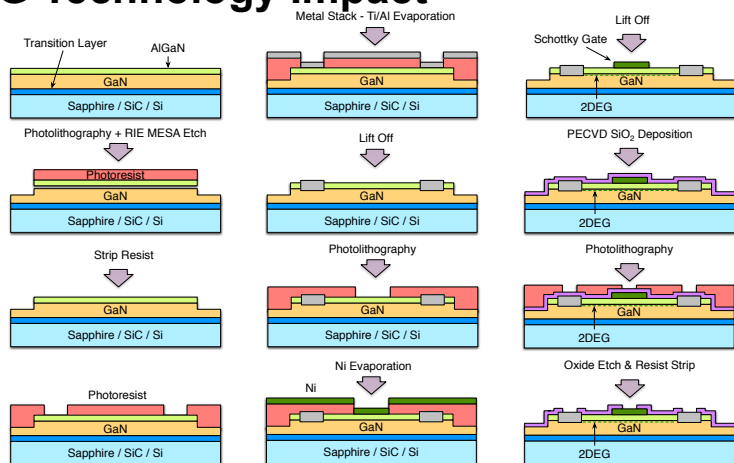 Technology Impact
Transition Layer
AlGaN
GaN
Sapphire / SiC / Si
Photolithography + RIE MESA Etch
Photoresist
GaN
Sapphire / SiC / Si
Strip Resist
GaN
Sapphire / SiC / Si
Photoresist
GaN
Sapphire / SiC / Si
Metal Stack - Ti/Al Evaporation
GaN
Sapphire / SiC / Si
Lift Off
GaN
Sapphire / SiC / Si
Photolithography
GaN
Sapphire / SiC / Si
Ni Evaporation
Ni
GaN
Sapphire / SiC / Si
Lift Off
Schottky Gate
GaN
2DEG
PECVD SiO₂ Deposition
GaN
2DEG
Photolithography
GaN
2DEG
Oxide Etch & Resist Strip
GaN
2DEG